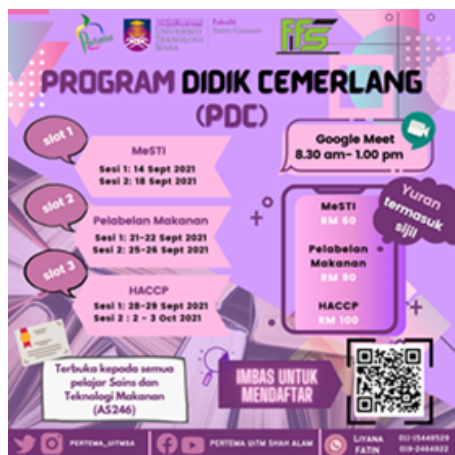 Pertama
UNIVERSITI
TEKNOLOGI
MARA
Fakulti
Sains Gunaan
FFS
PROGRAM DIDIK CEMERLANG
(PDC)
slot 1
MeSTI
Sesi 1: 14 Sept 2021
Sesi 2: 18 Sept 2021
Google Meet
8.30 am- 1.00 pm
slot 2
Pelabelan Makanan
Sesi 1: 21-22 Sept 2021
Sesi 2: 25-26 Sept 2021
slot 3
HACCP
Sesi 1: 28-29 Sept 2021
Sesi 2 : 2 - 3 Oct 2021
MeSTI
RM 60
Pelabelan
Makanan
RM 90
HACCP
RM 100
Yuran
termasuk
sijil
Terbuka kepada semua
pelajar Sains dan
Teknologi Makanan
(AS246)
IMBAS UNTUK
MENDAFTAR
PERTEMA_UITMSA
PERTEMA UITM SHAH ALAM
LIYANA 011-15448529
FATIN 019-2464922